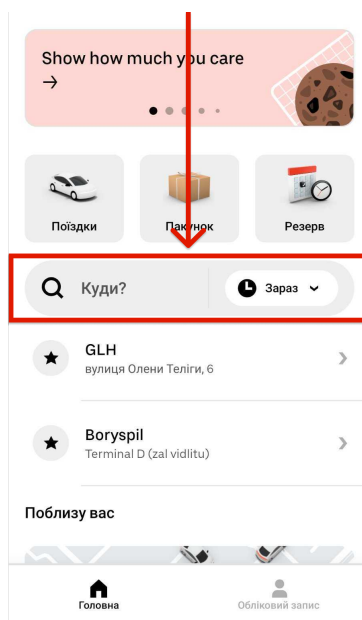 Show how much you care
→
Поїздки
Пакунок
Резерв
Куди?
Зараз
GLH
вулиця Олени Теліги, 6
Boryspil
Terminal D (zal vidlitu)
Поблизу вас
Головна
Обліковий запис